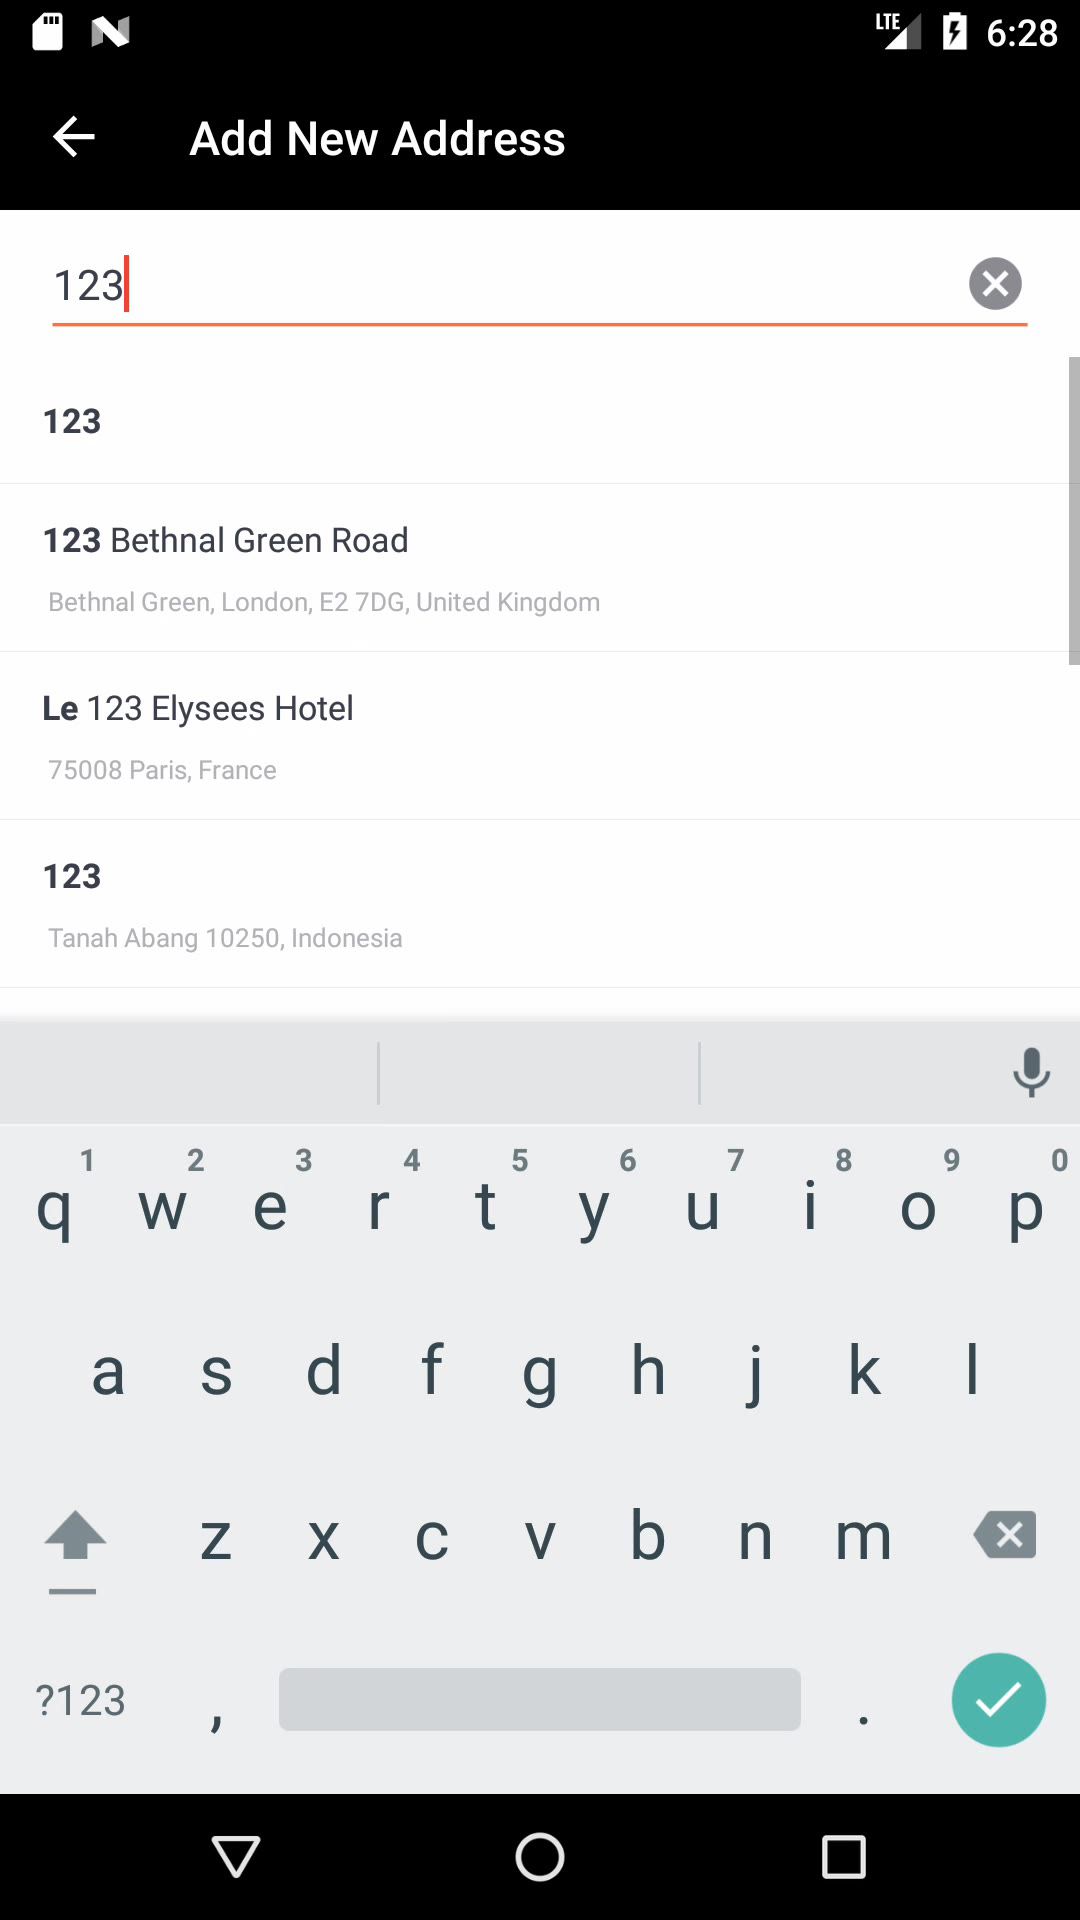 LTE 6:28
Add New Address
123
123
123 Bethnal Green Road
Bethnal Green, London, E2 7DG, United Kingdom
Le 123 Elysees Hotel
75008 Paris, France
123
Tanah Abang 10250, Indonesia
1 2 3 4 5 6 7 8 9 0
q w e r t y u i o p
a s d f g h j k l
z x c v b n m
?123 , .